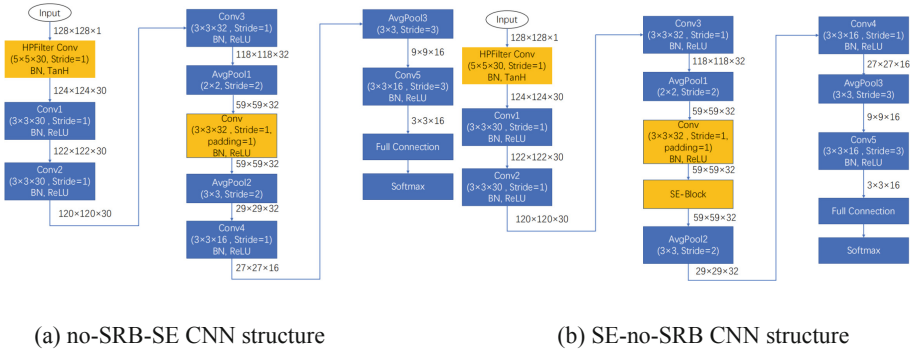 Input
128×128×1
HPFilter Conv
(5×5×30, Stride=1)
BN, TanH
124×124×30
Conv1
(3×3×30 , Stride=1)
BN, ReLU
122×122×30
Conv2
(3×3×30 , Stride=1)
BN, ReLU
120×120×30
Conv3
(3×3×32 , Stride=1)
BN, ReLU
118×118×32
AvgPool1
(2×2, Stride=2)
59×59×32
Conv
(3×3×32 , Stride=1,
padding=1)
BN, ReLU
59×59×32
AvgPool2
(3×3, Stride=2)
29×29×32
Conv4
(3×3×16 , Stride=1)
BN, ReLU
27×27×16
AvgPool3
(3×3, Stride=3)
9×9×16
Conv5
(3×3×16 , Stride=3)
BN, ReLU
3×3×16
Full Connection
Softmax
(a) no-SRB-SE CNN structure
Input
128×128×1
HPFilter Conv
(5×5×30, Stride=1)
BN, TanH
124×124×30
Conv1
(3×3×30 , Stride=1)
BN, ReLU
122×122×30
Conv2
(3×3×30 , Stride=1)
BN, ReLU
120×120×30
Conv3
(3×3×32 , Stride=1)
BN, ReLU
118×118×32
AvgPool1
(2×2, Stride=2)
59×59×32
Conv
(3×3×32 , Stride=1,
padding=1)
BN, ReLU
59×59×32
SE-Block
59×59×32
AvgPool2
(3×3, Stride=2)
29×29×32
Conv4
(3×3×16 , Stride=1)
BN, ReLU
27×27×16
AvgPool3
(3×3, Stride=3)
9×9×16
Conv5
(3×3×16 , Stride=3)
BN, ReLU
3×3×16
Full Connection
Softmax
(b) SE-no-SRB CNN structure